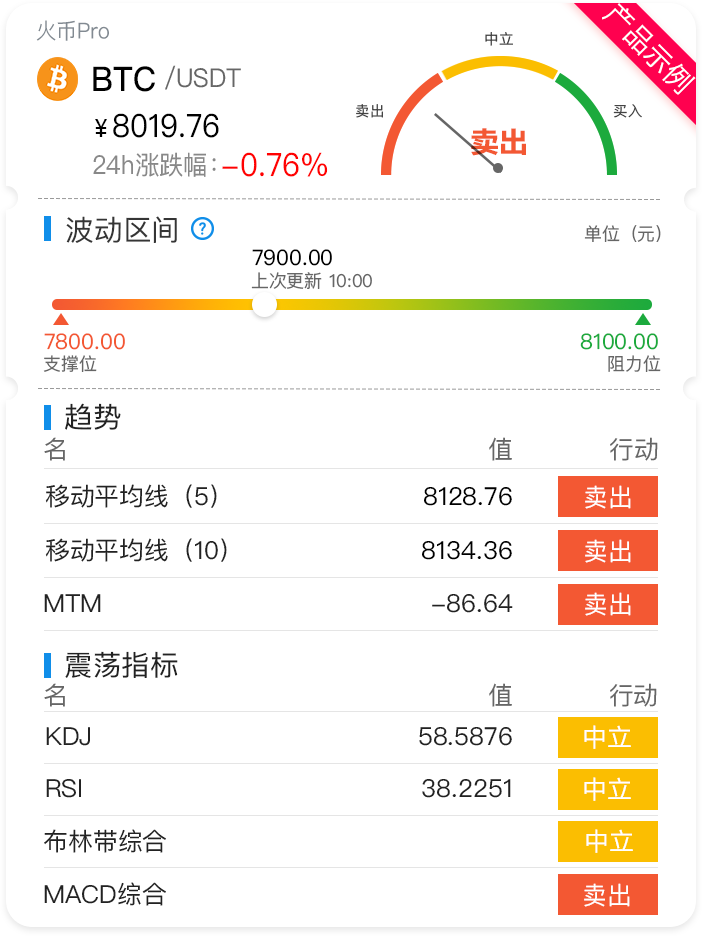 火币Pro
产品示例
BTC /USDT
¥8019.76
24h涨跌幅：-0.76%
中立
卖出
买入
卖出
波动区间 ?
单位（元）
7900.00
上次更新 10:00
7800.00
支撑位
8100.00
阻力位
趋势
名 值 行动
移动平均线（5） 8128.76 卖出
移动平均线（10） 8134.36 卖出
MTM -86.64 卖出
震荡指标
名 值 行动
KDJ 58.5876 中立
RSI 38.2251 中立
布林带综合 中立
MACD综合 卖出